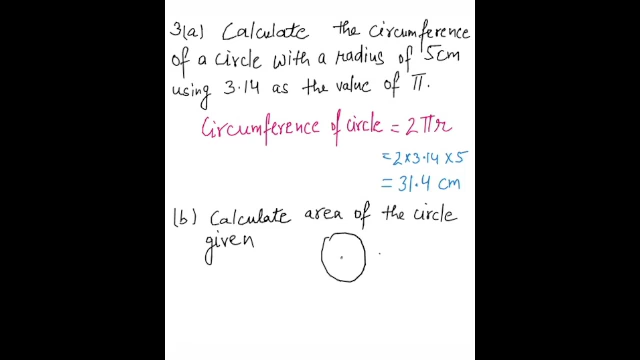 3(a) Calculate the circumference
of a circle with a radius of 5cm
using 3.14 as the value of π.
Circumference of circle = 2πr
= 2 × 3.14 × 5
= 31.4 cm
(b) Calculate area of the circle
given